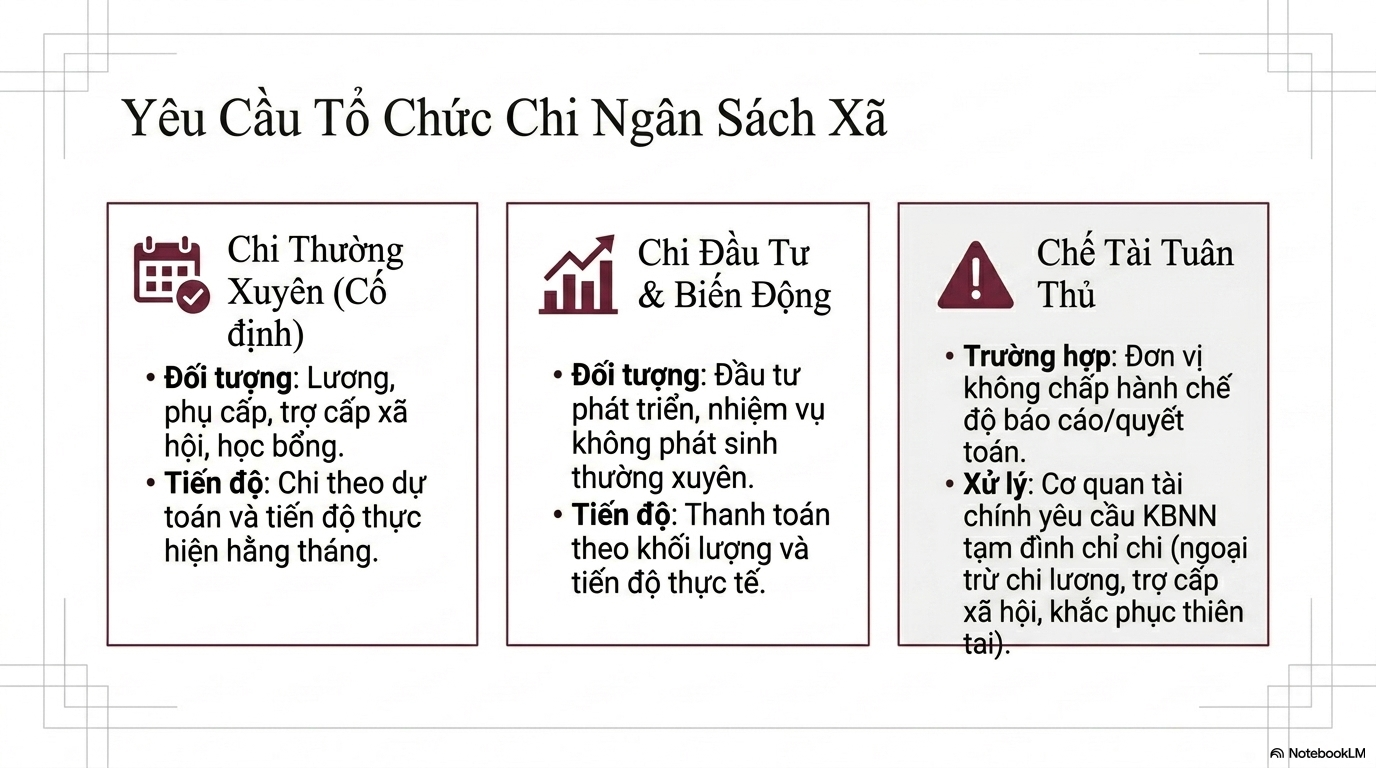 Yêu Cầu Tổ Chức Chi Ngân Sách Xã
Chi Thường
Xuyên (Cố
định)
• Đối tượng: Lương,
phụ cấp, trợ cấp xã
hội, học bổng.
• Tiến độ: Chi theo dự
toán và tiến độ thực
hiện hằng tháng.
Chi Đầu Tư
& Biến Động
• Đối tượng: Đầu tư
phát triển, nhiệm vụ
không phát sinh
thường xuyên.
• Tiến độ: Thanh toán
theo khối lượng và
tiến độ thực tế.
Chế Tài Tuân
Thủ
• Trường hợp: Đơn vị
không chấp hành chế
độ báo cáo/quyết
toán.
• Xử lý: Cơ quan tài
chính yêu cầu KBNN
tạm đình chỉ chi (ngoại
trừ chi lương, trợ cấp
xã hội, khắc phục thiên
tai).
NotebookLM